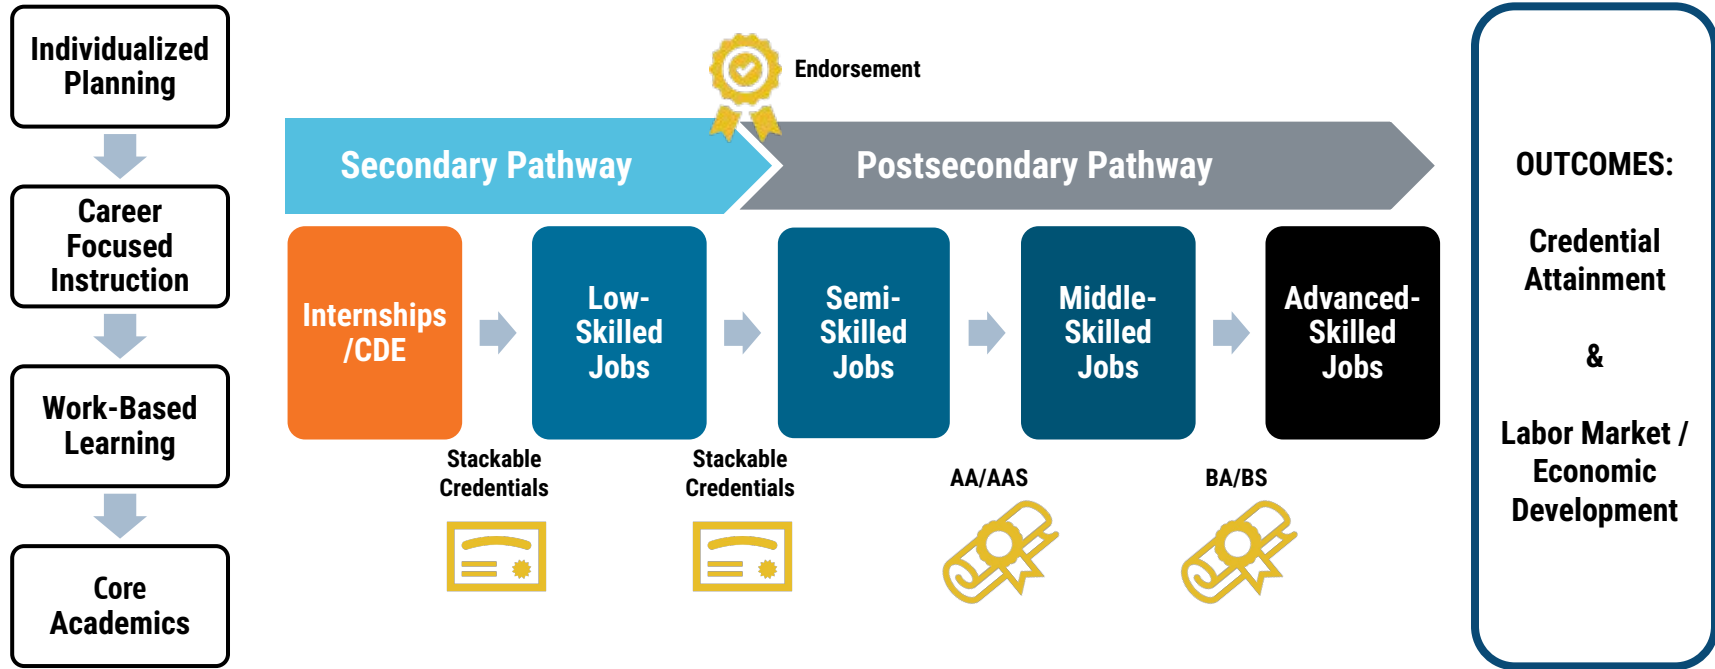 Individualized
Planning
Career
Focused
Instruction
Work-Based
Learning
Core
Academics
Endorsement
Secondary Pathway
Postsecondary Pathway
Internships
/CDE
Low-
Skilled
Jobs
Semi-
Skilled
Jobs
Middle-
Skilled
Jobs
Advanced-
Skilled
Jobs
Stackable
Credentials
Stackable
Credentials
AA/AAS
BA/BS
OUTCOMES:
Credential
Attainment
&
Labor Market /
Economic
Development